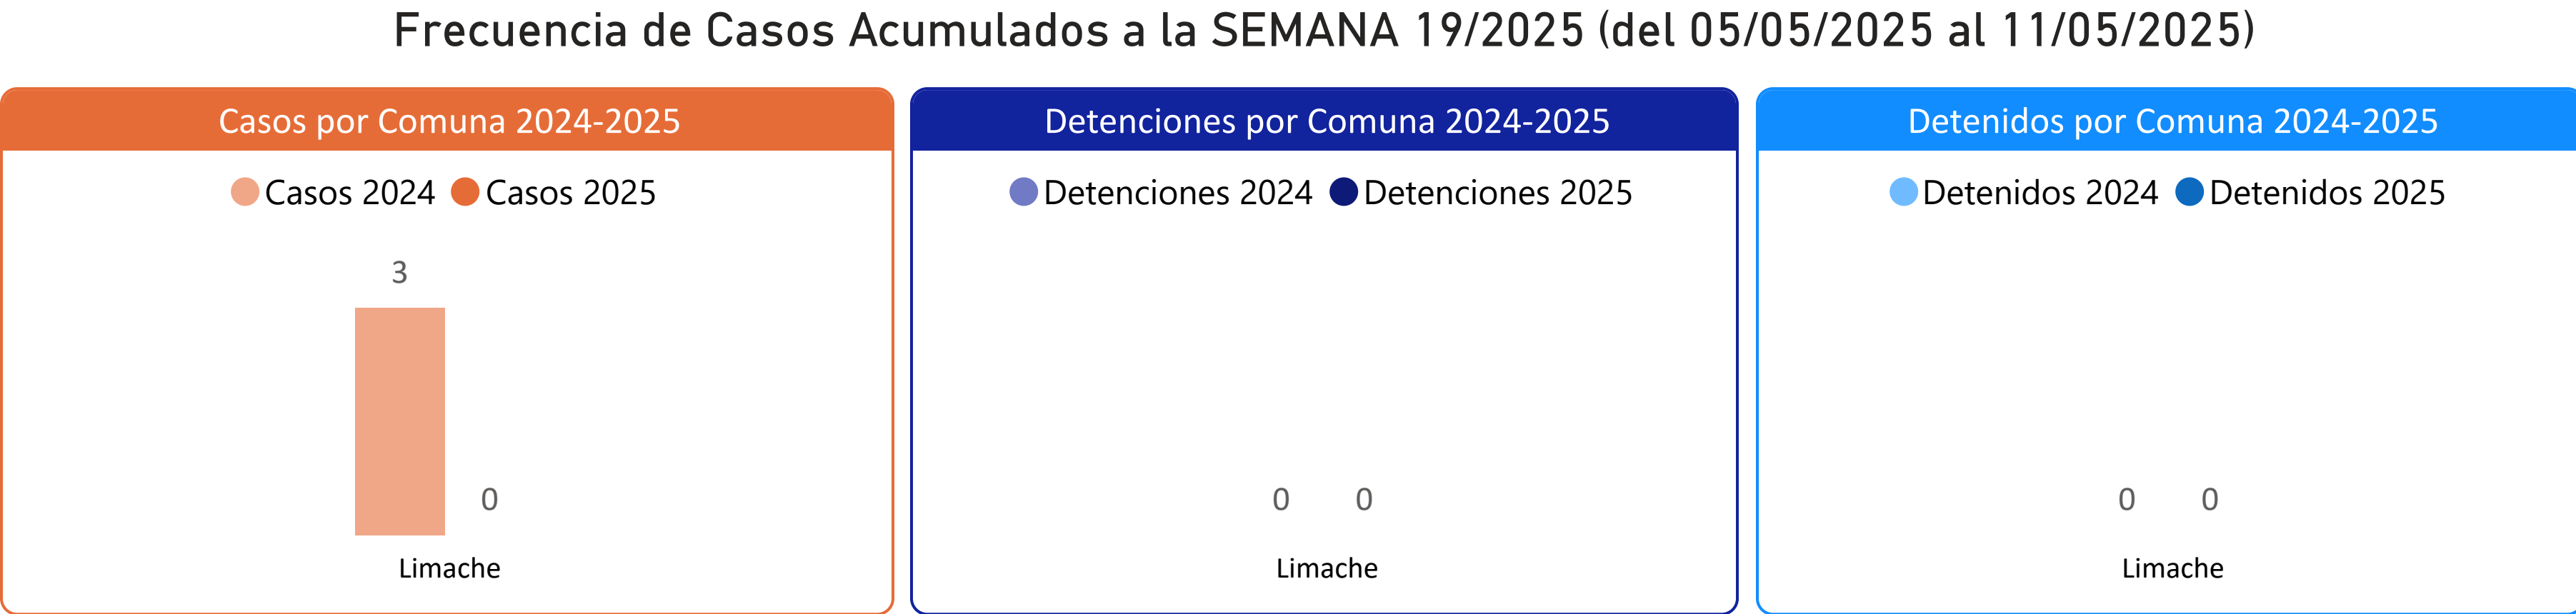 Frecuencia de Casos Acumulados a la SEMANA 19/2025 (del 05/05/2025 al 11/05/2025)
Casos por Comuna 2024-2025
Casos 2024 Casos 2025
3
0
Limache
Detenciones por Comuna 2024-2025
Detenciones 2024 Detenciones 2025
0 0
Limache
Detenidos por Comuna 2024-2025
Detenidos 2024 Detenidos 2025
0 0
Limache